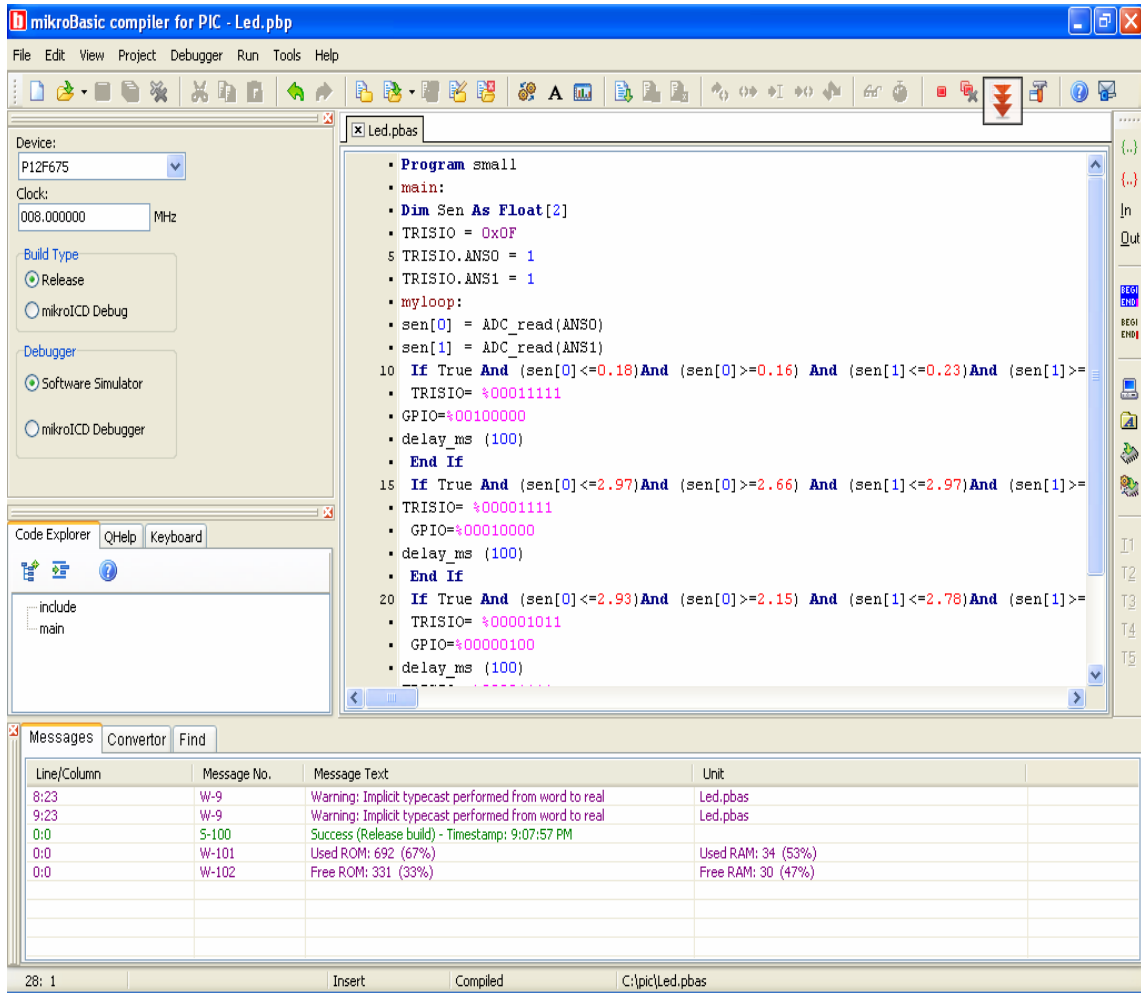 mikroBasic compiler for PIC - Led.pbp
File Edit View Project Debugger Run Tools Help
Device:
P12F675
Clock:
008.000000 MHz
Build Type
Release
mikroICD Debug
Debugger
Software Simulator
mikroICD Debugger
Code Explorer QHelp Keyboard
include
main
Led.pbas
Program small
main:
Dim Sen As Float[2]
TRISIO = 0x0F
5 TRISIO.ANS0 = 1
TRISIO.ANS1 = 1
myloop:
sen[0] = ADC_read(ANS0)
sen[1] = ADC_read(ANS1)
10 If True And (sen[0]<=0.18)And (sen[0]>=0.16) And (sen[1]<=0.23)And (sen[1]>=
TRISIO= %00011111
GPIO=%00100000
delay_ms (100)
End If
15 If True And (sen[0]<=2.97)And (sen[0]>=2.66) And (sen[1]<=2.97)And (sen[1]>=
TRISIO= %00001111
GPIO=%00010000
delay_ms (100)
End If
20 If True And (sen[0]<=2.93)And (sen[0]>=2.15) And (sen[1]<=2.78)And (sen[1]>=
TRISIO= %00001011
GPIO=%00000100
delay_ms (100)
{..}
{..}
In
Out
BEGI
END
BEGI
END
T1
T2
T3
T4
T5
Messages Convertor Find
Line/Column Message No. Message Text Unit
8:23 W-9 Warning: Implicit typecast performed from word to real Led.pbas
9:23 W-9 Warning: Implicit typecast performed from word to real Led.pbas
0:0 S-100 Success (Release build) - Timestamp: 9:07:57 PM
0:0 W-101 Used ROM: 692 (67%) Used RAM: 34 (53%)
0:0 W-102 Free ROM: 331 (33%) Free RAM: 30 (47%)
28: 1 Insert Compiled C:\pic\Led.pbas